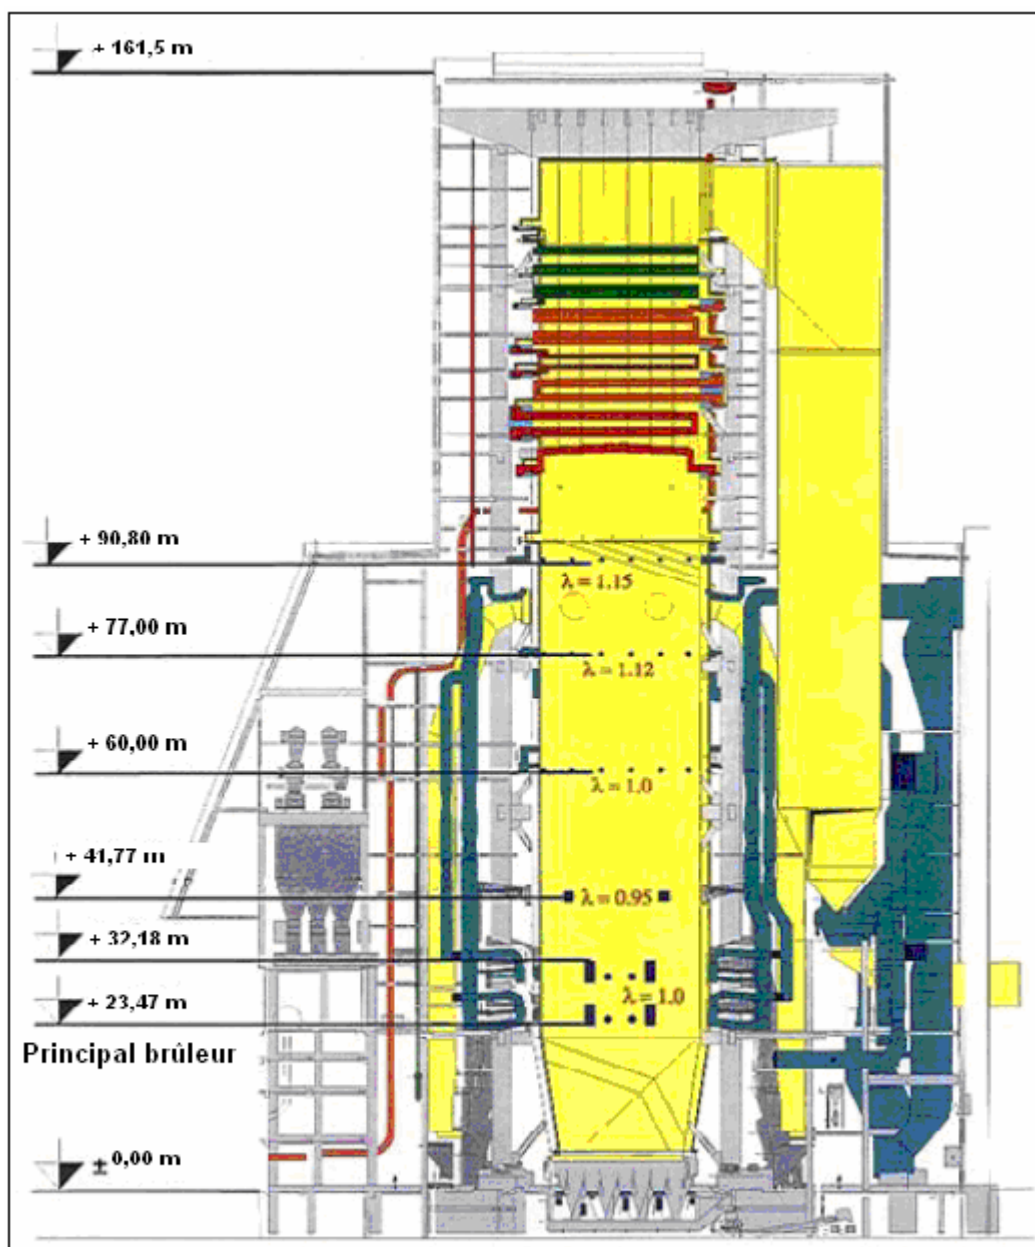 + 161,5 m
+ 90,80 m
λ = 1.15
+ 77,00 m
λ = 1.12
+ 60,00 m
λ = 1.0
+ 41,77 m
λ = 0.95
+ 32,18 m
λ = 1.0
+ 23,47 m
Principal brûleur
± 0,00 m